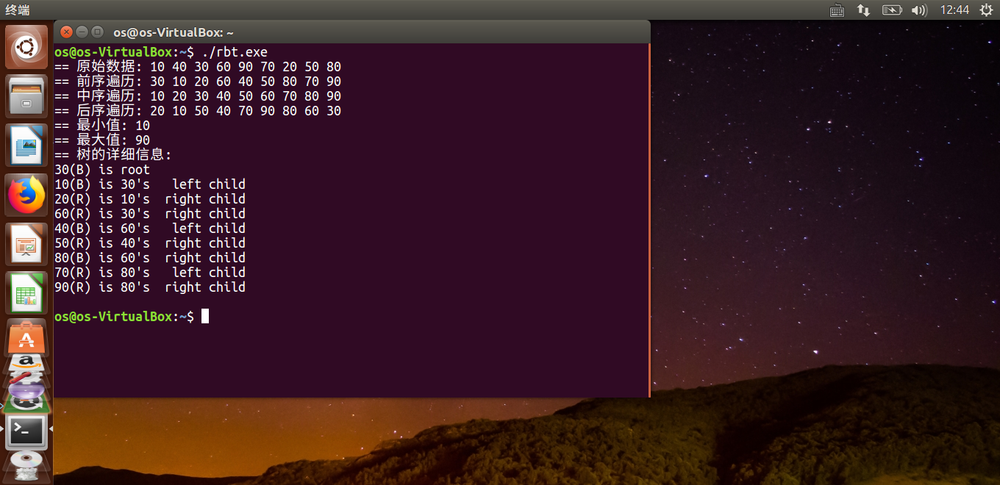 终端
12:44
os@os-VirtualBox: ~
os@os-VirtualBox:~$ ./rbt.exe
== 原始数据: 10 40 30 60 90 70 20 50 80
== 前序遍历: 30 10 20 60 40 50 80 70 90
== 中序遍历: 10 20 30 40 50 60 70 80 90
== 后序遍历: 20 10 50 40 70 90 80 60 30
== 最小值: 10
== 最大值: 90
== 树的详细信息:
30(B) is root
10(B) is 30's   left child
20(R) is 10's  right child
60(R) is 30's  right child
40(B) is 60's   left child
50(R) is 40's  right child
80(B) is 60's  right child
70(R) is 80's   left child
90(R) is 80's  right child
os@os-VirtualBox:~$